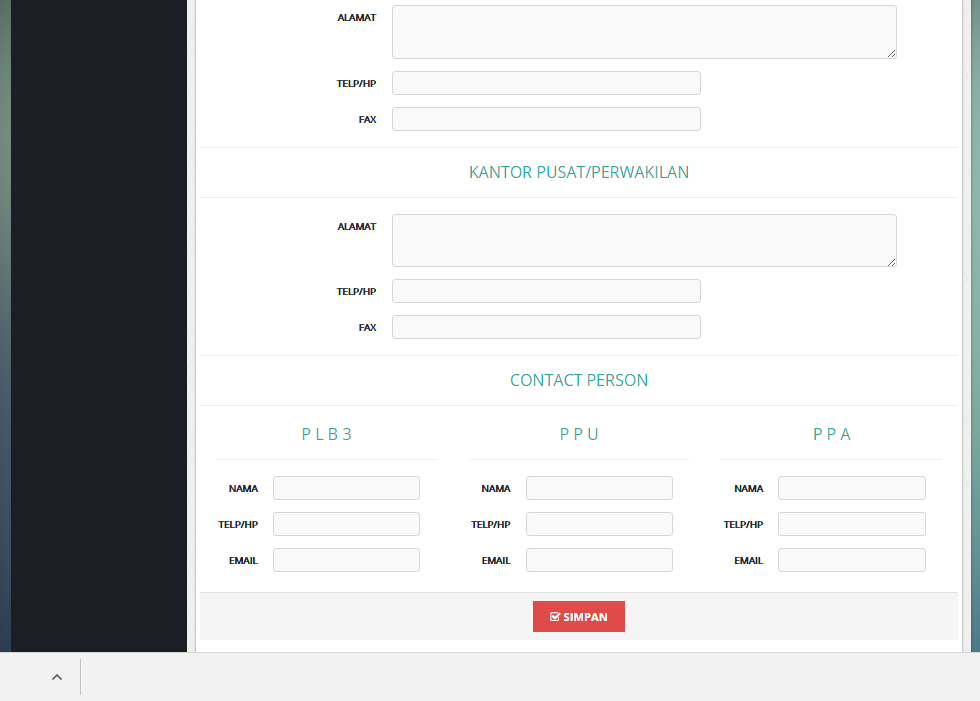 ALAMAT
TELP/HP
FAX
KANTOR PUSAT/PERWAKILAN
ALAMAT
TELP/HP
FAX
CONTACT PERSON
P L B 3 P P U P P A
NAMA NAMA NAMA
TELP/HP TELP/HP TELP/HP
EMAIL EMAIL EMAIL
SIMPAN